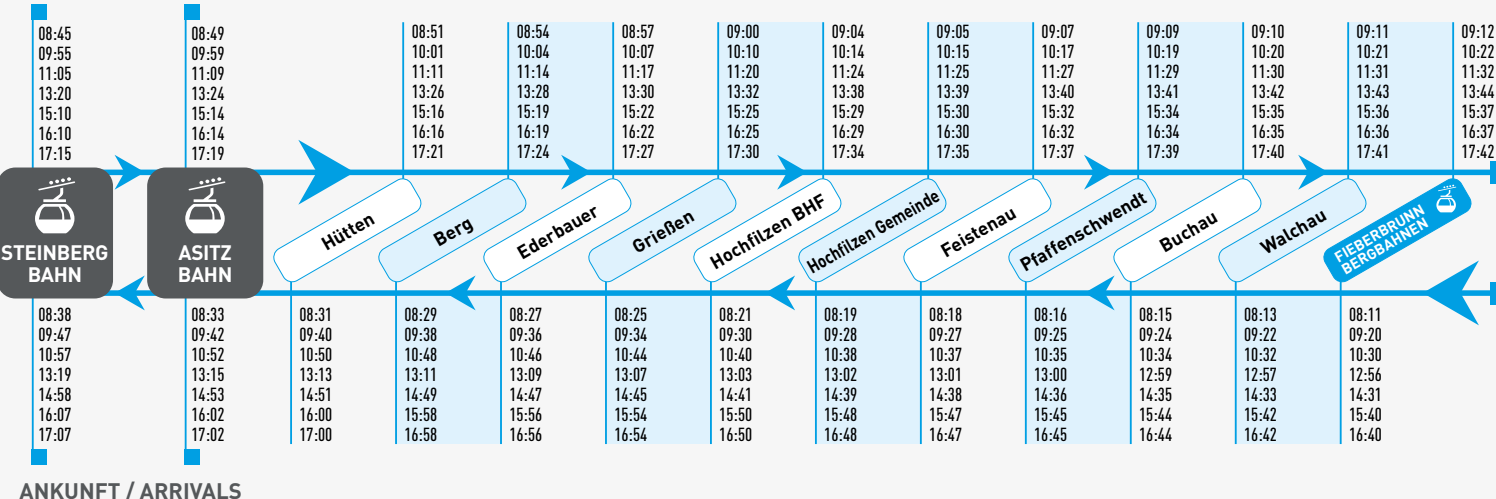 08:45 08:49 08:51 08:54 08:57 09:00 09:04 09:05 09:07 09:09 09:10 09:11 09:12
09:55 09:59 10:01 10:04 10:07 10:10 10:14 10:15 10:17 10:19 10:20 10:21 10:22
11:05 11:09 11:11 11:14 11:17 11:20 11:24 11:25 11:27 11:29 11:30 11:31 11:32
13:20 13:24 13:26 13:28 13:30 13:32 13:38 13:39 13:40 13:41 13:42 13:43 13:44
15:10 15:14 15:16 15:19 15:22 15:25 15:29 15:30 15:32 15:34 15:35 15:36 15:37
16:10 16:14 16:16 16:19 16:22 16:25 16:29 16:30 16:32 16:34 16:35 16:36 16:37
17:15 17:19 17:21 17:24 17:27 17:30 17:34 17:35 17:37 17:39 17:40 17:41 17:42
STEINBERG
BAHN
ASITZ
BAHN
Hütten
Berg
Ederbauer
Grießen
Hochfilzen BHF
Hochfilzen Gemeinde
Feistenau
Pfaffenschwendt
Buchau
Walchau
FIEBERBRUNN
BERGBAHNEN
08:38 08:33 08:31 08:29 08:27 08:25 08:21 08:19 08:18 08:16 08:15 08:13 08:11
09:47 09:42 09:40 09:38 09:36 09:34 09:30 09:28 09:27 09:25 09:24 09:22 09:20
10:57 10:52 10:50 10:48 10:46 10:44 10:40 10:38 10:37 10:35 10:34 10:32 10:30
13:19 13:15 13:13 13:11 13:09 13:07 13:03 13:02 13:01 13:00 12:59 12:57 12:56
14:58 14:53 14:51 14:49 14:47 14:45 14:41 14:39 14:38 14:36 14:35 14:33 14:31
16:07 16:02 16:00 15:58 15:56 15:54 15:50 15:48 15:47 15:45 15:44 15:42 15:40
17:07 17:02 17:00 16:58 16:56 16:54 16:50 16:48 16:47 16:45 16:44 16:42 16:40
ANKUNFT / ARRIVALS